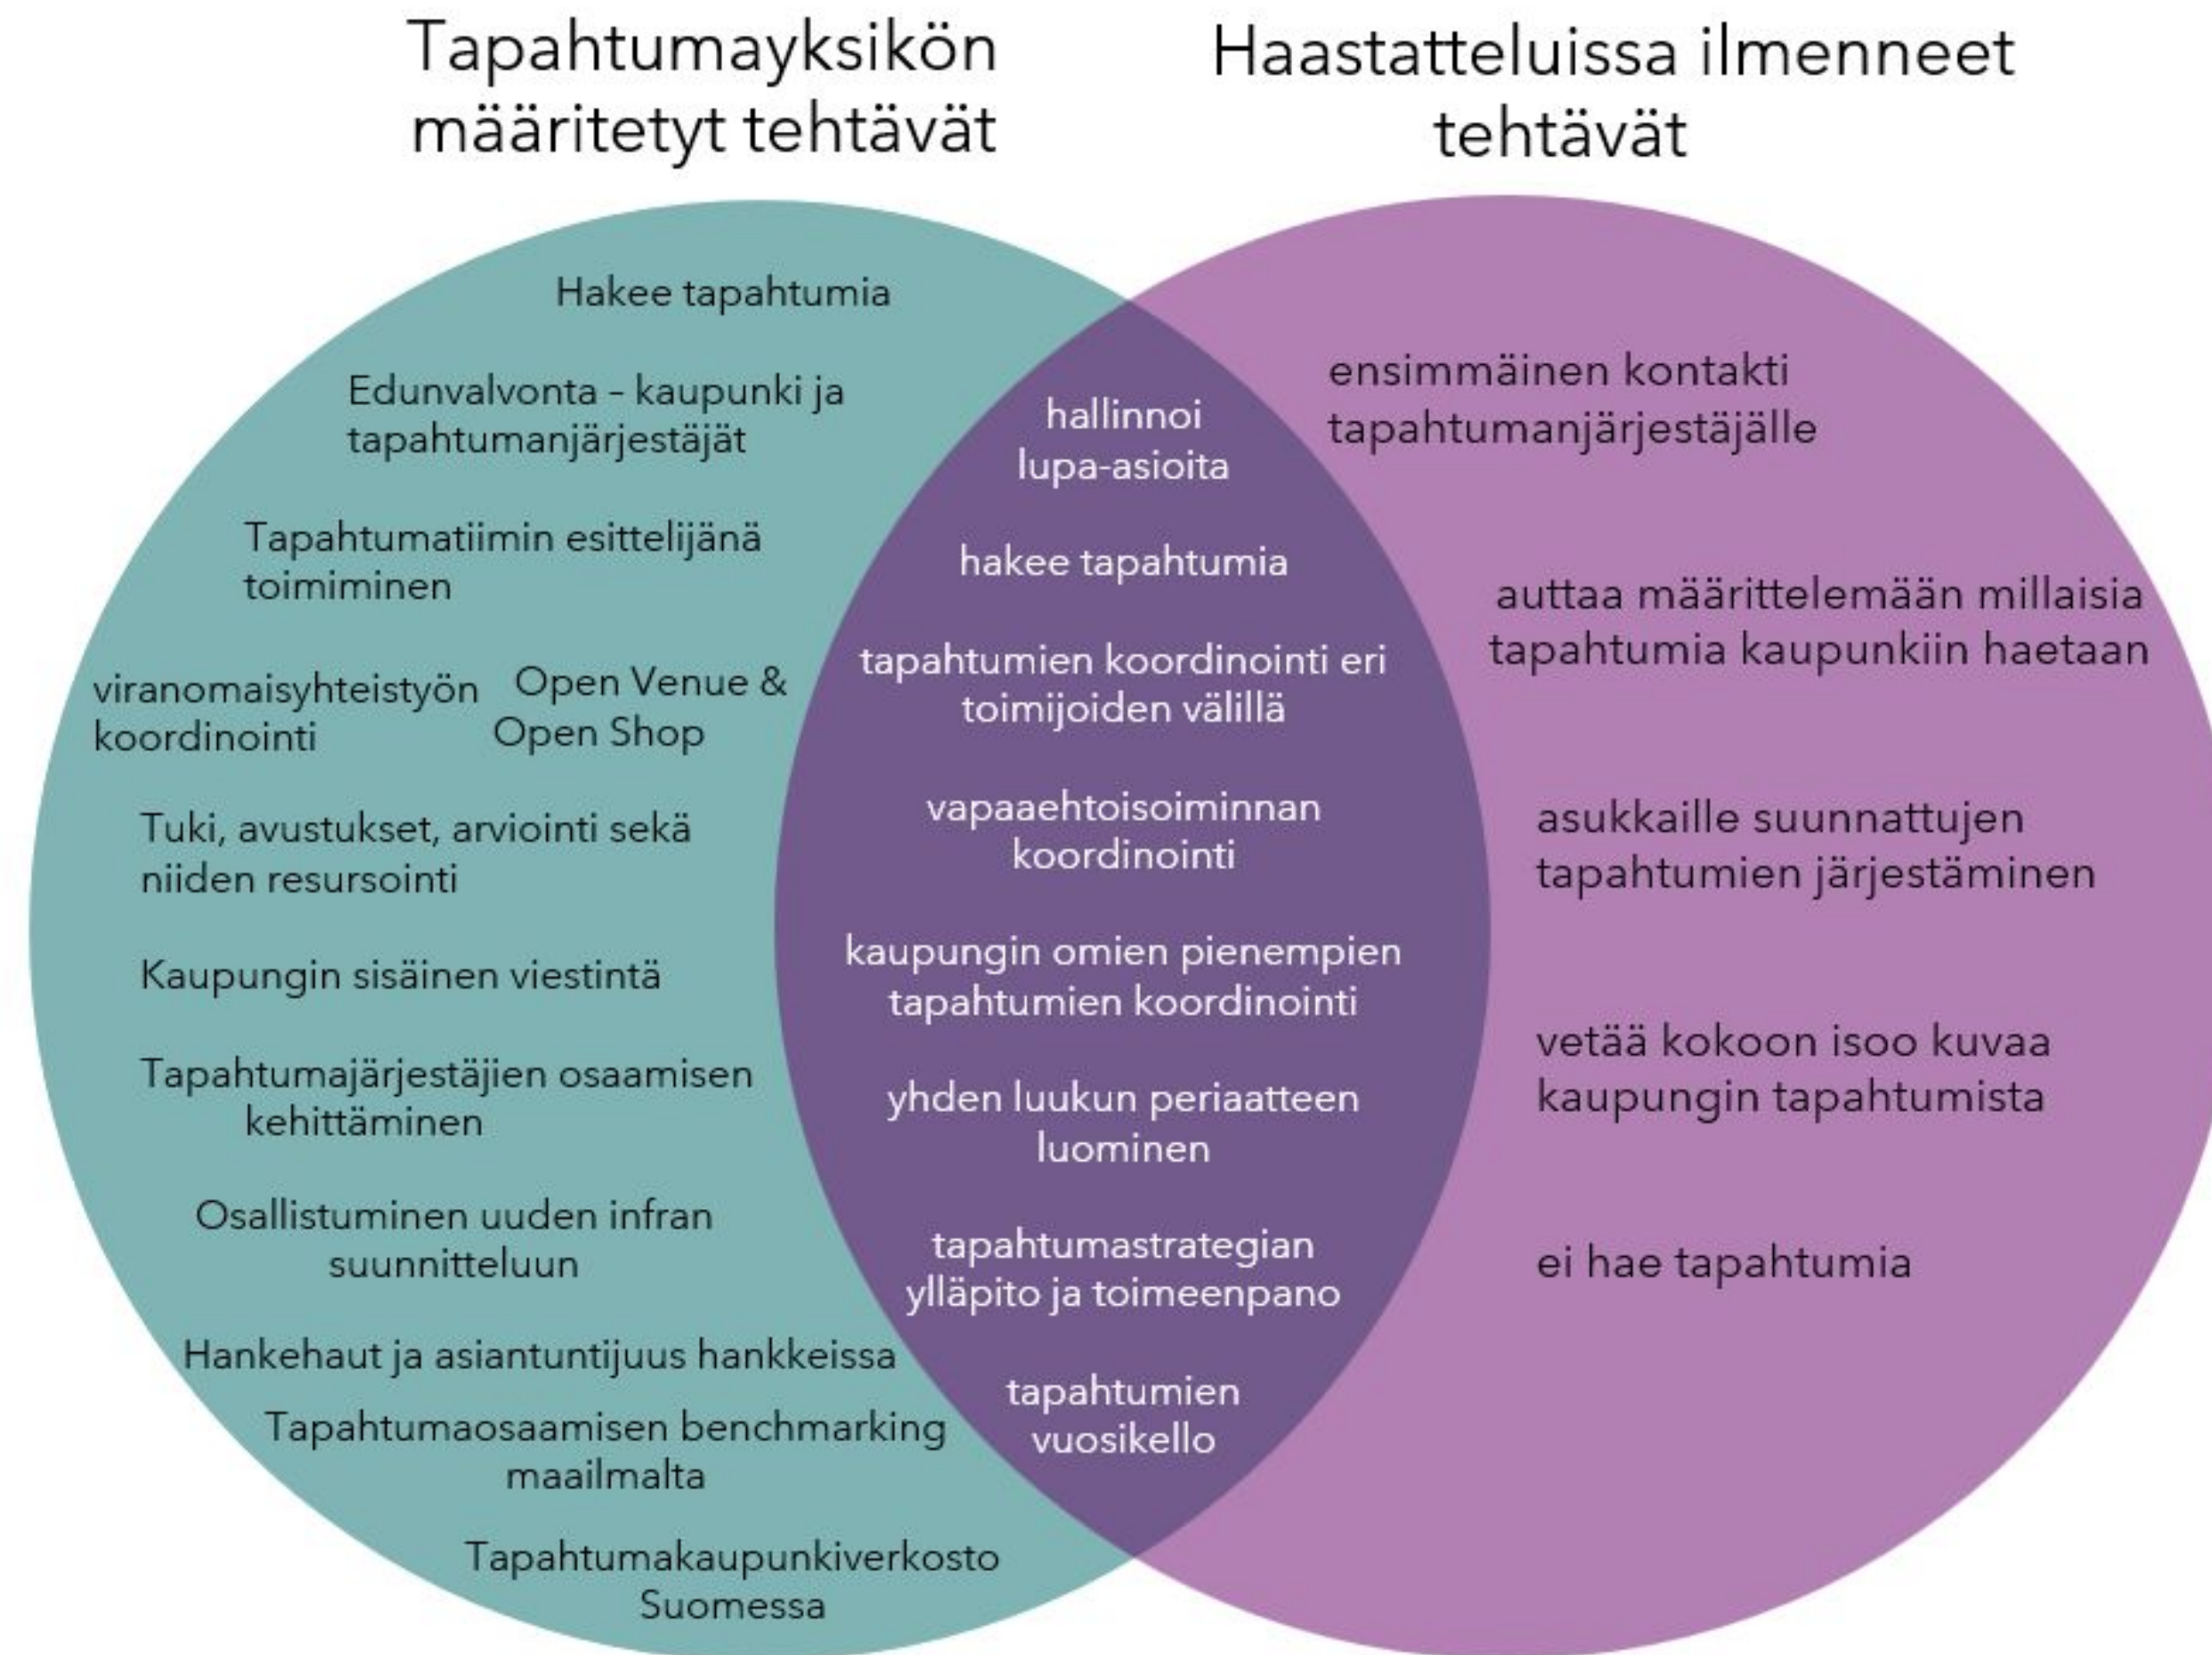 Tapahtumayksikön
määritetyt tehtävät
Haastatteluissa ilmenneet
tehtävät
Hakee tapahtumia
Edunvalvonta – kaupunki ja
tapahtumanjärjestäjät
Tapahtumatiimin esittelijänä
toimiminen
viranomaisyhteistyön
koordinointi
Open Venue &
Open Shop
Tuki, avustukset, arviointi sekä
niiden resursointi
Kaupungin sisäinen viestintä
Tapahtumajärjestäjien osaamisen
kehittäminen
Osallistuminen uuden infran
suunnitteluun
Hankehaut ja asiantuntijuus hankkeissa
Tapahtumaosaamisen benchmarking
maailmalta
Tapahtumakaupunkiverkosto
Suomessa
hallinnoi
lupa-asioita
hakee tapahtumia
tapahtumien koordinointi eri
toimijoiden välillä
vapaaehtoisoiminnan
koordinointi
kaupungin omien pienempien
tapahtumien koordinointi
yhden luukun periaatteen
luominen
tapahtumastrategian
ylläpito ja toimeenpano
tapahtumien
vuosikello
ensimmäinen kontakti
tapahtumanjärjestäjälle
auttaa määrittelemään millaisia
tapahtumia kaupunkiin haetaan
asukkaille suunnattujen
tapahtumien järjestäminen
vetää kokoon isoo kuvaa
kaupungin tapahtumista
ei hae tapahtumia